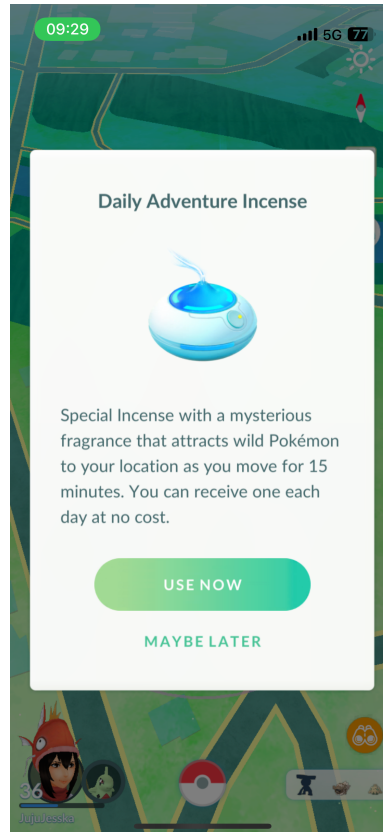 09:29
5G 77
Daily Adventure Incense
Special Incense with a mysterious
fragrance that attracts wild Pokémon
to your location as you move for 15
minutes. You can receive one each
day at no cost.
USE NOW
MAYBE LATER
36
JujuJesska